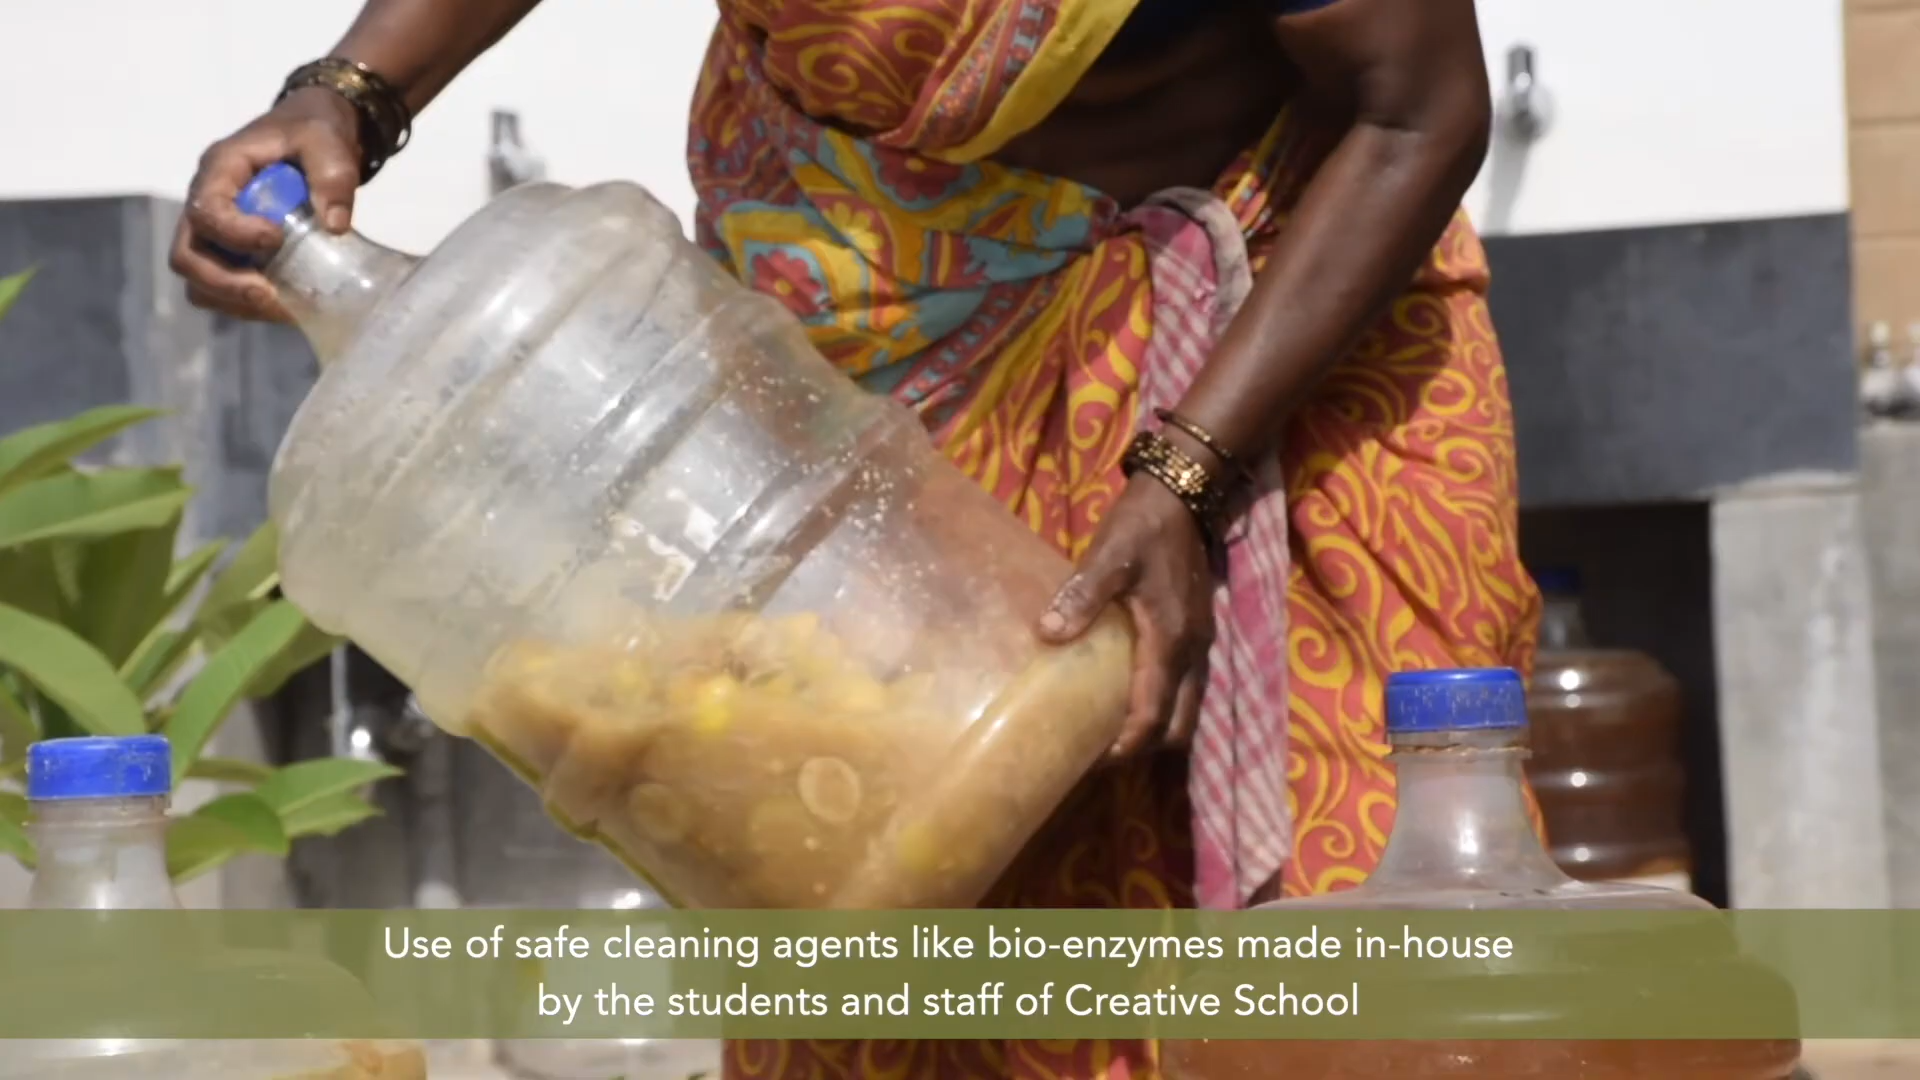 Use of safe cleaning agents like bio-enzymes made in-house
by the students and staff of Creative School